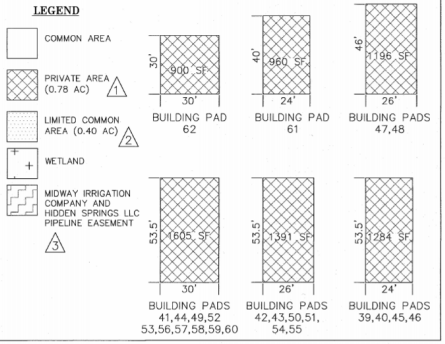 LEGEND
COMMON AREA
PRIVATE AREA
(0.78 AC)
1
LIMITED COMMON
AREA (0.40 AC)
2
WETLAND
MIDWAY IRRIGATION
COMPANY AND
HIDDEN SPRINGS LLC
PIPELINE EASEMENT
3
30'
900 SF
30'
BUILDING PAD
62
40'
960 SF
24'
BUILDING PAD
61
46'
1196 SF
26'
BUILDING PADS
47,48
53.5'
1605 SF
30'
BUILDING PADS
41,44,49,52
53,56,57,58,59,60
53.5'
1391 SF
26'
BUILDING PADS
42,43,50,51,
54,55
53.5'
1284 SF
24'
BUILDING PADS
39,40,45,46